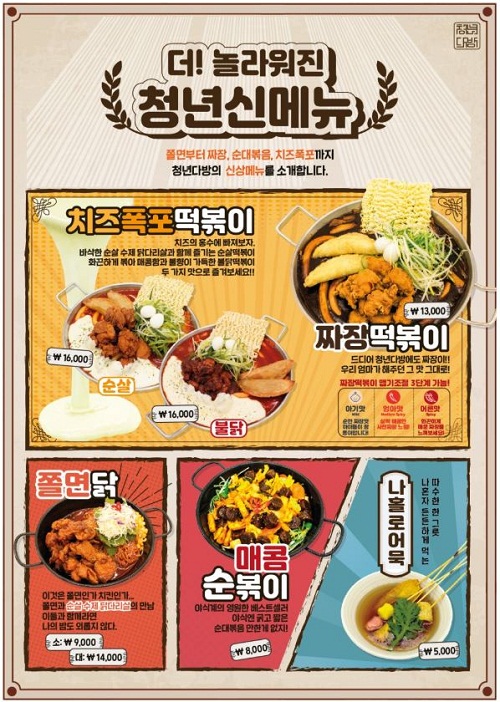 청년다방
더! 놀라워진
청년신메뉴
쫄면부터 짜장, 순대볶음, 치즈폭포까지
청년다방의 신상메뉴를 소개합니다.
치즈폭포떡볶이
치즈의 홍수에 빠져보자.
바삭한 순살 수제 닭다리살과 함께 즐기는 순살떡볶이
화끈하게 볶아 매콤함과 불향이 가득한 불닭떡볶이
두 가지 맛으로 즐겨보세요!!
₩ 16,000
순살
₩ 16,000
불닭
₩ 13,000
짜장떡볶이
드디어 청년다방에도 짜장이!!
우리 엄마가 해주던 그 맛 그대로!
짜장떡볶이 맵기조절 3단계 가능!
아기맛
엄마맛
어른맛
쫄면닭
이것은 쫄면인가 치킨인가..
쫄면과 순살 수제 닭다리살의 만남
이들과 함께라면
나의 밤도 외롭지 않다.
소: ₩ 9,000
대: ₩ 14,000
매콤
순볶이
야식계의 영원한 베스트셀러
야식엔 굵고 짧은
순대볶음 만한게 없지!
₩ 8,000
나홀로어묵
따수한 한 그릇
나혼자 든든하게 먹는
₩ 5,000